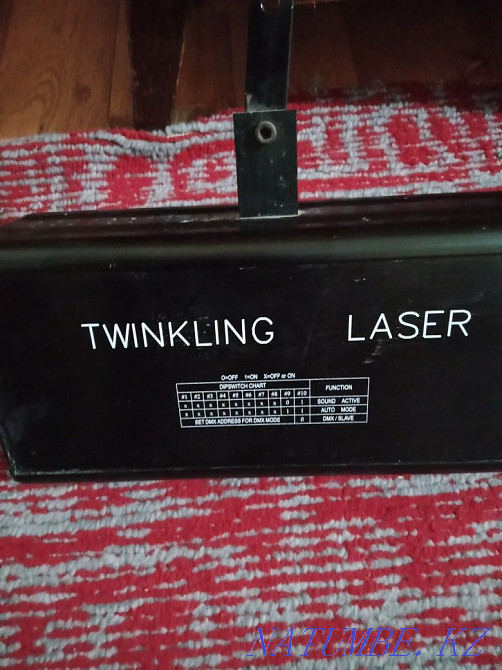 TWINKLING LASER
O=OFF 1=ON X=OFF or ON
DIPSWITCH CHART FUNCTION
#1 #2 #3 #4 #5 #6 #7 #8 #9 #10
x x x x x x x x 0 1 SOUND ACTIVE
x x x x x x x x 1 1 AUTO MODE
SET DMX ADDRESS FOR DMX MODE 0 DMX / SLAVE
NATUMBE.KZ